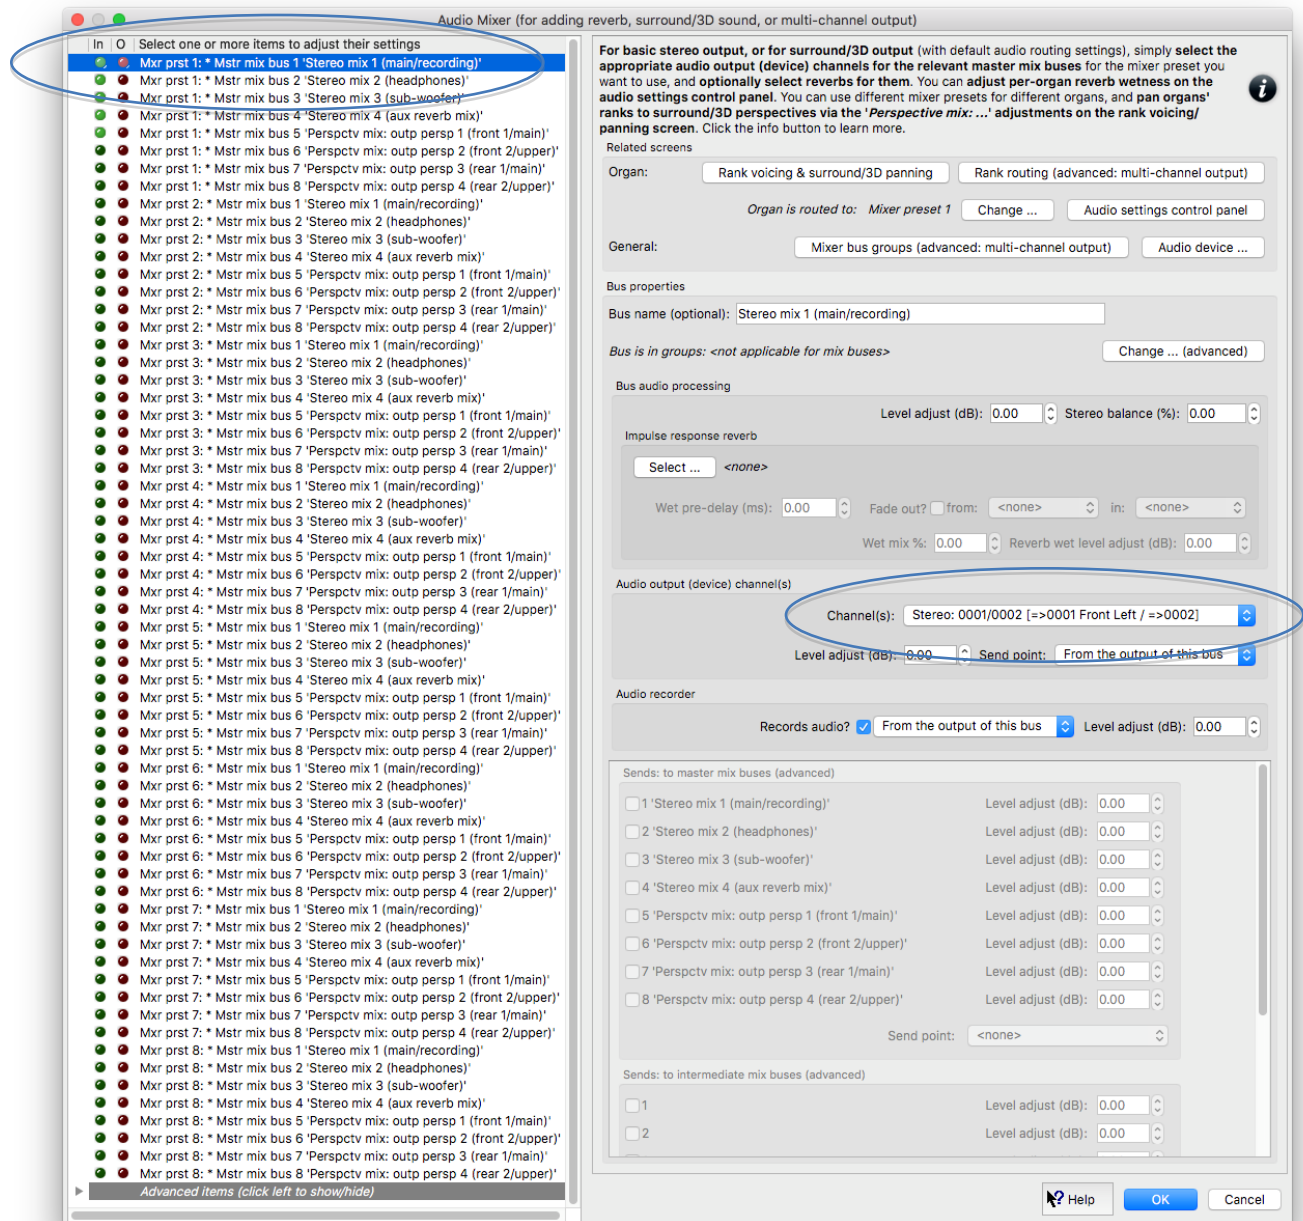 Audio Mixer (for adding reverb, surround/3D sound, or multi-channel output)
In O Select one or more items to adjust their settings
Mxr prst 1: * Mstr mix bus 1 'Stereo mix 1 (main/recording)'
Mxr prst 1: * Mstr mix bus 2 'Stereo mix 2 (headphones)'
Mxr prst 1: * Mstr mix bus 3 'Stereo mix 3 (sub-woofer)'
Mxr prst 1: * Mstr mix bus 4 'Stereo mix 4 (aux reverb mix)'
Mxr prst 1: * Mstr mix bus 5 'Perspctv mix: outp persp 1 (front 1/main)'
Mxr prst 1: * Mstr mix bus 6 'Perspctv mix: outp persp 2 (front 2/upper)'
Mxr prst 1: * Mstr mix bus 7 'Perspctv mix: outp persp 3 (rear 1/main)'
Mxr prst 1: * Mstr mix bus 8 'Perspctv mix: outp persp 4 (rear 2/upper)'
Mxr prst 2: * Mstr mix bus 1 'Stereo mix 1 (main/recording)'
Mxr prst 2: * Mstr mix bus 2 'Stereo mix 2 (headphones)'
Mxr prst 2: * Mstr mix bus 3 'Stereo mix 3 (sub-woofer)'
Mxr prst 2: * Mstr mix bus 4 'Stereo mix 4 (aux reverb mix)'
Mxr prst 2: * Mstr mix bus 5 'Perspctv mix: outp persp 1 (front 1/main)'
Mxr prst 2: * Mstr mix bus 6 'Perspctv mix: outp persp 2 (front 2/upper)'
Mxr prst 2: * Mstr mix bus 7 'Perspctv mix: outp persp 3 (rear 1/main)'
Mxr prst 2: * Mstr mix bus 8 'Perspctv mix: outp persp 4 (rear 2/upper)'
Mxr prst 3: * Mstr mix bus 1 'Stereo mix 1 (main/recording)'
Mxr prst 3: * Mstr mix bus 2 'Stereo mix 2 (headphones)'
Mxr prst 3: * Mstr mix bus 3 'Stereo mix 3 (sub-woofer)'
Mxr prst 3: * Mstr mix bus 4 'Stereo mix 4 (aux reverb mix)'
Mxr prst 3: * Mstr mix bus 5 'Perspctv mix: outp persp 1 (front 1/main)'
Mxr prst 3: * Mstr mix bus 6 'Perspctv mix: outp persp 2 (front 2/upper)'
Mxr prst 3: * Mstr mix bus 7 'Perspctv mix: outp persp 3 (rear 1/main)'
Mxr prst 3: * Mstr mix bus 8 'Perspctv mix: outp persp 4 (rear 2/upper)'
Mxr prst 4: * Mstr mix bus 1 'Stereo mix 1 (main/recording)'
Mxr prst 4: * Mstr mix bus 2 'Stereo mix 2 (headphones)'
Mxr prst 4: * Mstr mix bus 3 'Stereo mix 3 (sub-woofer)'
Mxr prst 4: * Mstr mix bus 4 'Stereo mix 4 (aux reverb mix)'
Mxr prst 4: * Mstr mix bus 5 'Perspctv mix: outp persp 1 (front 1/main)'
Mxr prst 4: * Mstr mix bus 6 'Perspctv mix: outp persp 2 (front 2/upper)'
Mxr prst 4: * Mstr mix bus 7 'Perspctv mix: outp persp 3 (rear 1/main)'
Mxr prst 4: * Mstr mix bus 8 'Perspctv mix: outp persp 4 (rear 2/upper)'
Mxr prst 5: * Mstr mix bus 1 'Stereo mix 1 (main/recording)'
Mxr prst 5: * Mstr mix bus 2 'Stereo mix 2 (headphones)'
Mxr prst 5: * Mstr mix bus 3 'Stereo mix 3 (sub-woofer)'
Mxr prst 5: * Mstr mix bus 4 'Stereo mix 4 (aux reverb mix)'
Mxr prst 5: * Mstr mix bus 5 'Perspctv mix: outp persp 1 (front 1/main)'
Mxr prst 5: * Mstr mix bus 6 'Perspctv mix: outp persp 2 (front 2/upper)'
Mxr prst 5: * Mstr mix bus 7 'Perspctv mix: outp persp 3 (rear 1/main)'
Mxr prst 5: * Mstr mix bus 8 'Perspctv mix: outp persp 4 (rear 2/upper)'
Mxr prst 6: * Mstr mix bus 1 'Stereo mix 1 (main/recording)'
Mxr prst 6: * Mstr mix bus 2 'Stereo mix 2 (headphones)'
Mxr prst 6: * Mstr mix bus 3 'Stereo mix 3 (sub-woofer)'
Mxr prst 6: * Mstr mix bus 4 'Stereo mix 4 (aux reverb mix)'
Mxr prst 6: * Mstr mix bus 5 'Perspctv mix: outp persp 1 (front 1/main)'
Mxr prst 6: * Mstr mix bus 6 'Perspctv mix: outp persp 2 (front 2/upper)'
Mxr prst 6: * Mstr mix bus 7 'Perspctv mix: outp persp 3 (rear 1/main)'
Mxr prst 6: * Mstr mix bus 8 'Perspctv mix: outp persp 4 (rear 2/upper)'
Mxr prst 7: * Mstr mix bus 1 'Stereo mix 1 (main/recording)'
Mxr prst 7: * Mstr mix bus 2 'Stereo mix 2 (headphones)'
Mxr prst 7: * Mstr mix bus 3 'Stereo mix 3 (sub-woofer)'
Mxr prst 7: * Mstr mix bus 4 'Stereo mix 4 (aux reverb mix)'
Mxr prst 7: * Mstr mix bus 5 'Perspctv mix: outp persp 1 (front 1/main)'
Mxr prst 7: * Mstr mix bus 6 'Perspctv mix: outp persp 2 (front 2/upper)'
Mxr prst 7: * Mstr mix bus 7 'Perspctv mix: outp persp 3 (rear 1/main)'
Mxr prst 7: * Mstr mix bus 8 'Perspctv mix: outp persp 4 (rear 2/upper)'
Mxr prst 8: * Mstr mix bus 1 'Stereo mix 1 (main/recording)'
Mxr prst 8: * Mstr mix bus 2 'Stereo mix 2 (headphones)'
Mxr prst 8: * Mstr mix bus 3 'Stereo mix 3 (sub-woofer)'
Mxr prst 8: * Mstr mix bus 4 'Stereo mix 4 (aux reverb mix)'
Mxr prst 8: * Mstr mix bus 5 'Perspctv mix: outp persp 1 (front 1/main)'
Mxr prst 8: * Mstr mix bus 6 'Perspctv mix: outp persp 2 (front 2/upper)'
Mxr prst 8: * Mstr mix bus 7 'Perspctv mix: outp persp 3 (rear 1/main)'
Mxr prst 8: * Mstr mix bus 8 'Perspctv mix: outp persp 4 (rear 2/upper)'
Advanced items (click left to show/hide)
For basic stereo output, or for surround/3D output (with default audio routing settings), simply select the
appropriate audio output (device) channels for the relevant master mix buses for the mixer preset you
want to use, and optionally select reverbs for them. You can adjust per-organ reverb wetness on the
audio settings control panel. You can use different mixer presets for different organs, and pan organs'
ranks to surround/3D perspectives via the 'Perspective mix: ...' adjustments on the rank voicing/
panning screen. Click the info button to learn more.
Related screens
Organ: Rank voicing & surround/3D panning Rank routing (advanced: multi-channel output)
Organ is routed to: Mixer preset 1 Change ... Audio settings control panel
General: Mixer bus groups (advanced: multi-channel output) Audio device ...
Bus properties
Bus name (optional): Stereo mix 1 (main/recording)
Bus is in groups: <not applicable for mix buses> Change ... (advanced)
Bus audio processing
Level adjust (dB): 0.00 Stereo balance (%): 0.00
Impulse response reverb
Select ... <none>
Wet pre-delay (ms): 0.00 Fade out? from: <none> in: <none>
Wet mix %: 0.00 Reverb wet level adjust (dB): 0.00
Audio output (device) channel(s)
Channel(s): Stereo: 0001/0002 [=>0001 Front Left / =>0002]
Level adjust (dB): 0.00 Send point: From the output of this bus
Audio recorder
Records audio? From the output of this bus Level adjust (dB): 0.00
Sends: to master mix buses (advanced)
1 'Stereo mix 1 (main/recording)' Level adjust (dB): 0.00
2 'Stereo mix 2 (headphones)' Level adjust (dB): 0.00
3 'Stereo mix 3 (sub-woofer)' Level adjust (dB): 0.00
4 'Stereo mix 4 (aux reverb mix)' Level adjust (dB): 0.00
5 'Perspctv mix: outp persp 1 (front 1/main)' Level adjust (dB): 0.00
6 'Perspctv mix: outp persp 2 (front 2/upper)' Level adjust (dB): 0.00
7 'Perspctv mix: outp persp 3 (rear 1/main)' Level adjust (dB): 0.00
8 'Perspctv mix: outp persp 4 (rear 2/upper)' Level adjust (dB): 0.00
Send point: <none>
Sends: to intermediate mix buses (advanced)
1 Level adjust (dB): 0.00
2 Level adjust (dB): 0.00
Help OK Cancel